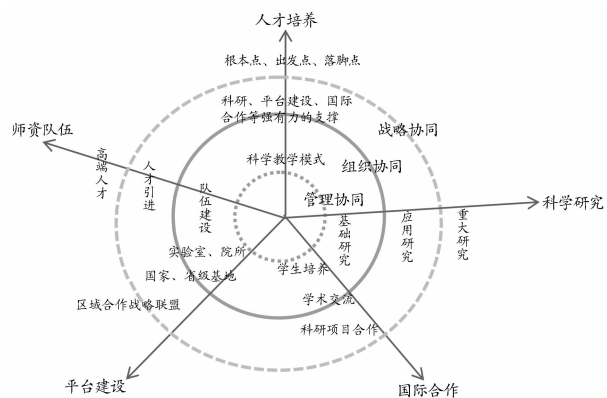 人才培养
根本点、出发点、落脚点
科研、平台建设、国际
合作等强有力的支撑
战略协同
师资队伍
高端人才
人才引进
队伍建设
科学教学模式
组织协同
管理协同
科学研究
基础研究
应用研究
重大研究
实验室、院所
学生培养
国家、省级基地
学术交流
区域合作战略联盟
科研项目合作
平台建设
国际合作